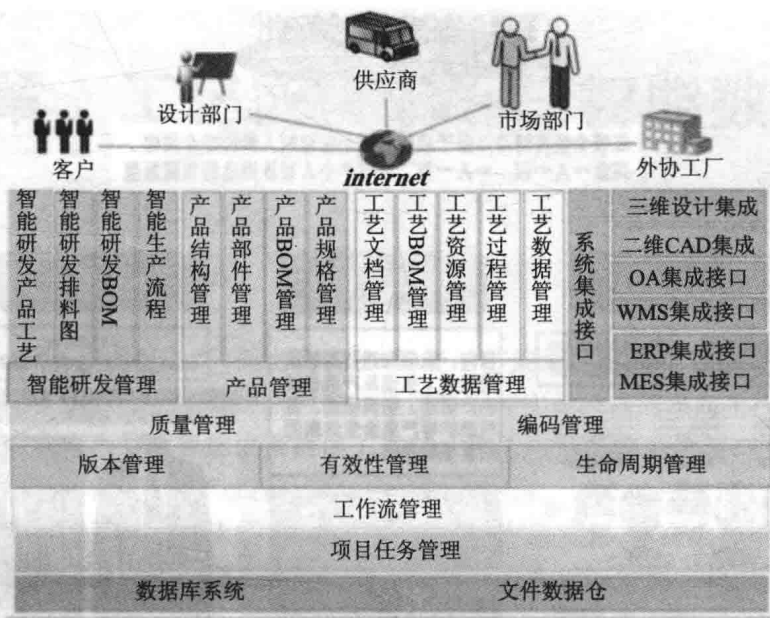 供应商
设计部门
市场部门
客户
internet
外协工厂
智能研发产品工艺
智能研发排料图
智能研发BOM
智能生产流程
产品结构管理
产品部件管理
产品BOM管理
产品规格管理
工艺文档管理
工艺BOM管理
工艺资源管理
工艺过程管理
工艺数据管理
系统集成接口
三维设计集成
二维CAD集成
OA集成接口
WMS集成接口
ERP集成接口
MES集成接口
智能研发管理
产品管理
工艺数据管理
质量管理
编码管理
版本管理
有效性管理
生命周期管理
工作流管理
项目任务管理
数据库系统
文件数据仓